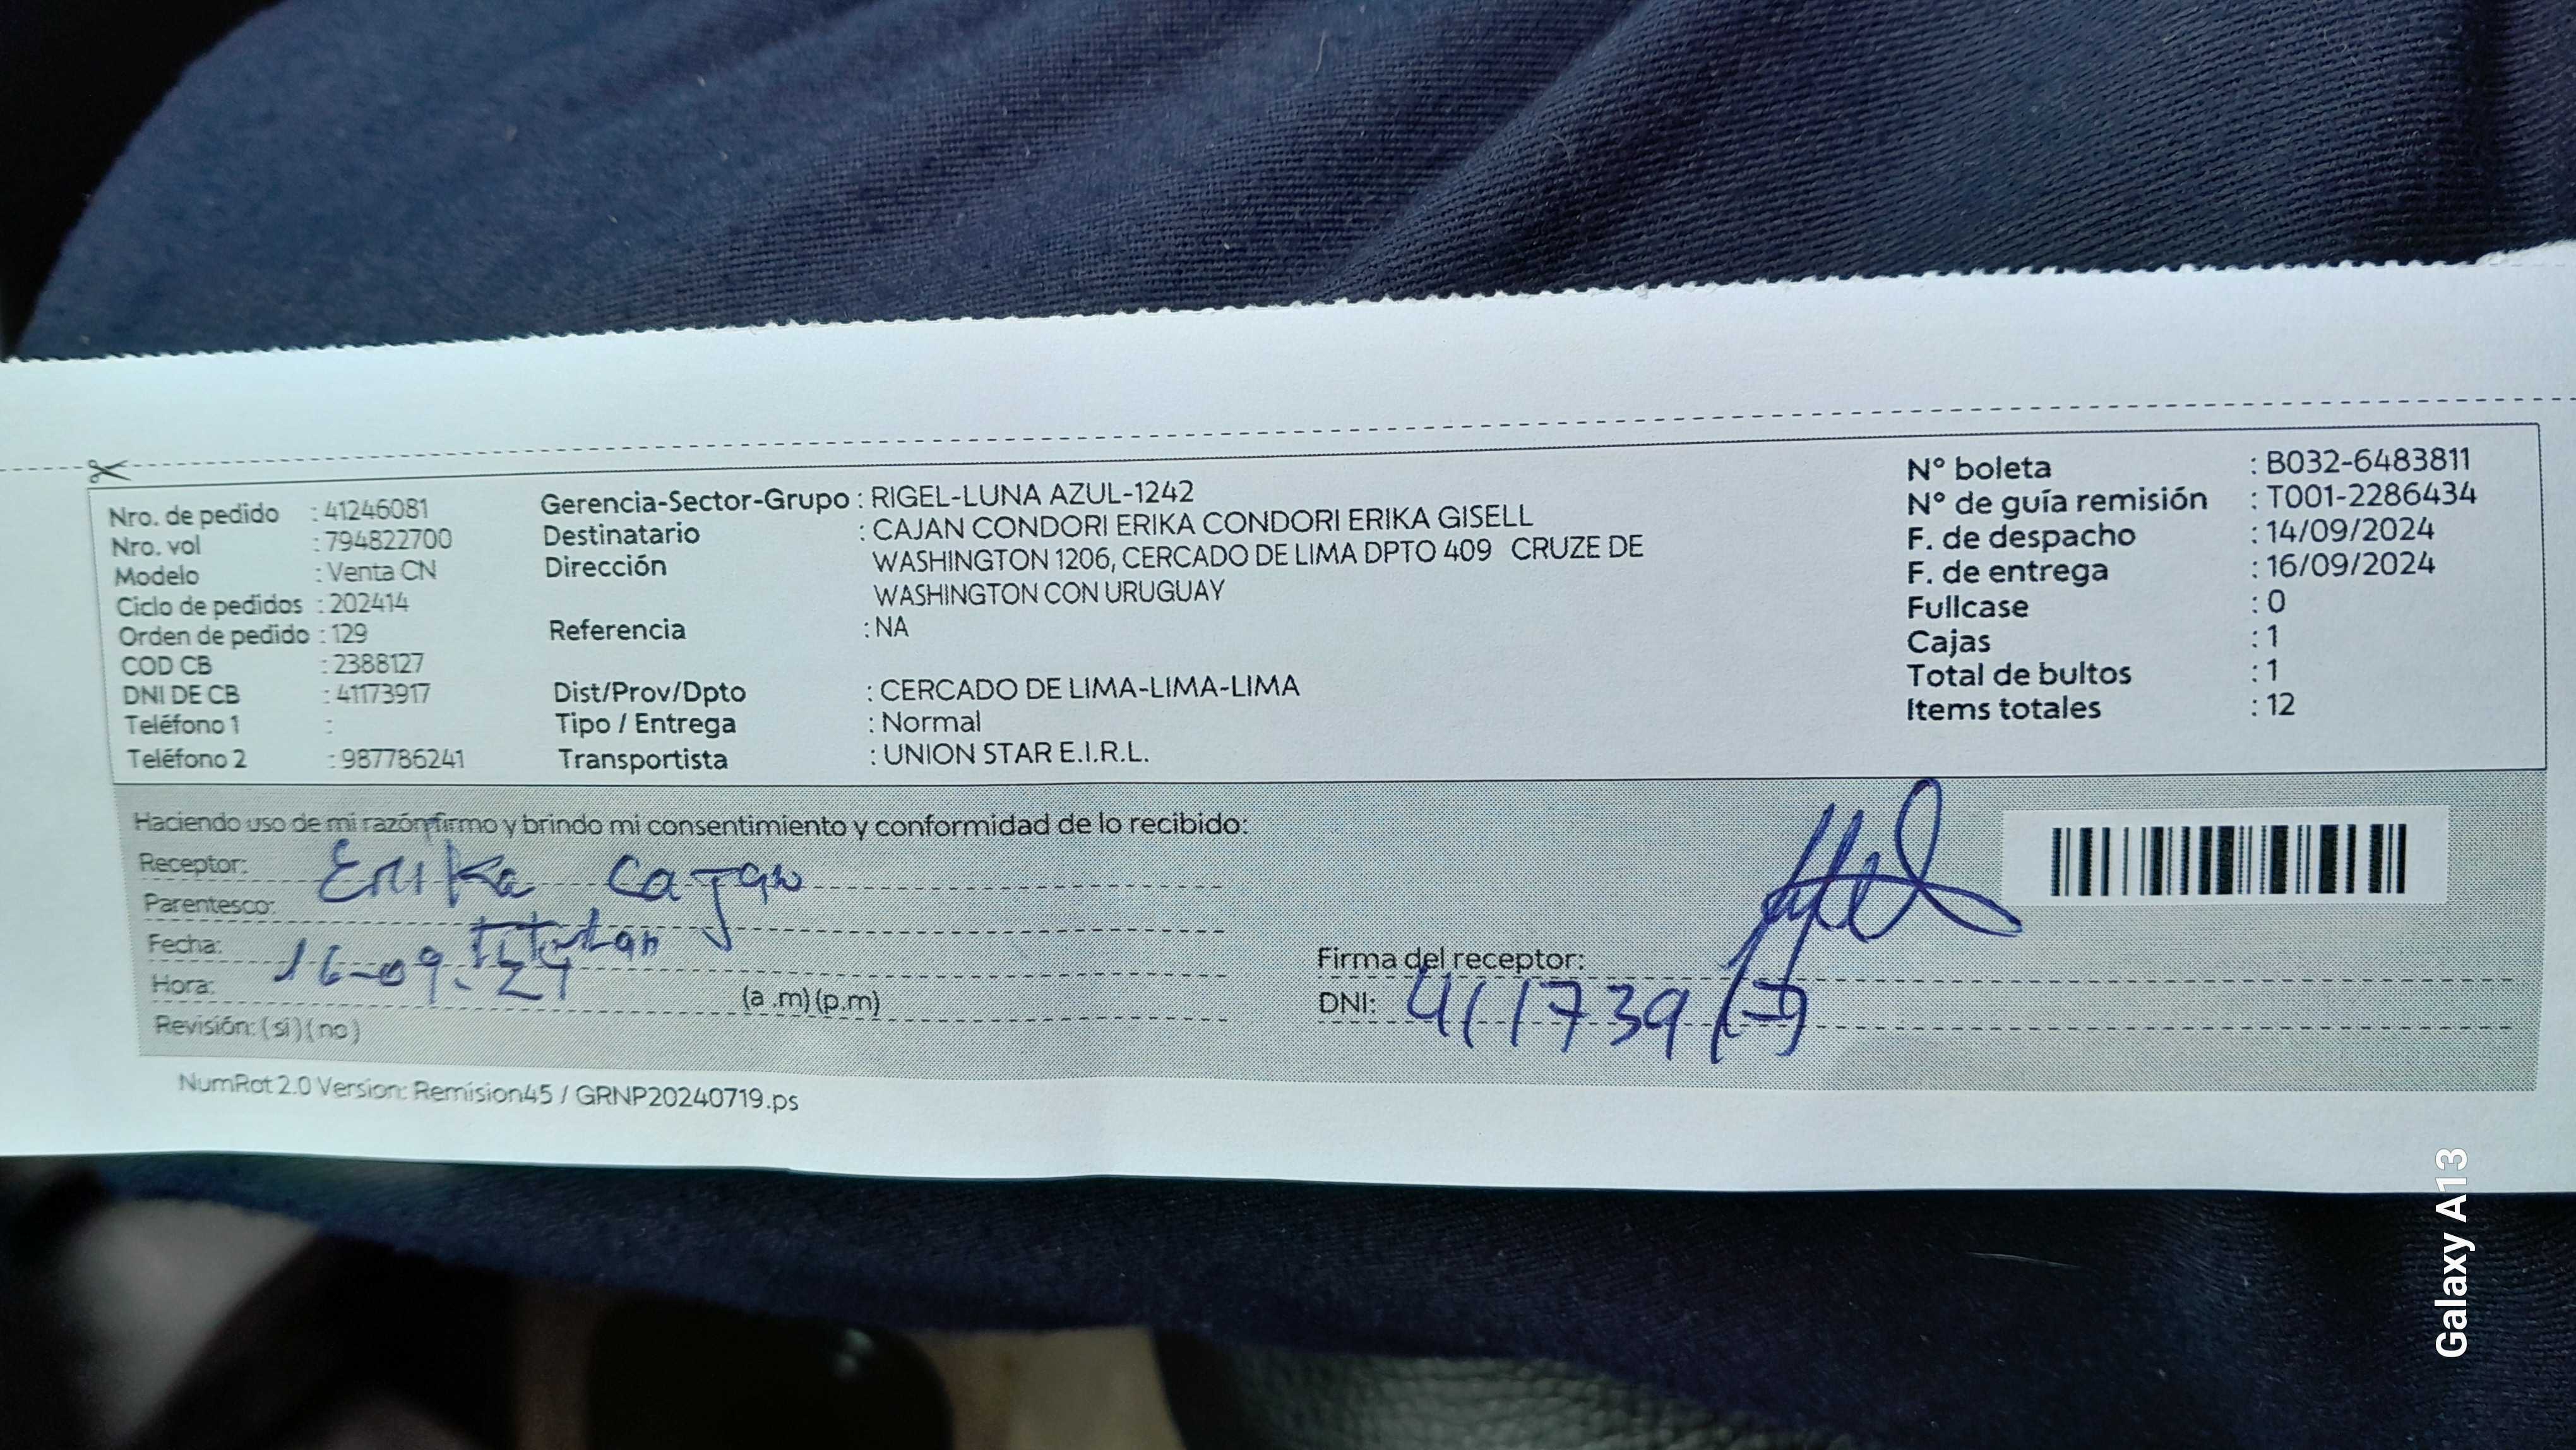 Nro. de pedido : 41246081
Nro. vol : 794822700
Modelo : Venta CN
Ciclo de pedidos : 202414
Orden de pedido : 129
COD CB : 2388127
DNI DE CB : 41173917
Teléfono 1 :
Teléfono 2 : 987786241
Gerencia-Sector-Grupo : RIGEL-LUNA AZUL-1242
Destinatario : CAJAN CONDORI ERIKA CONDORI ERIKA GISELL
Dirección WASHINGTON 1206, CERCADO DE LIMA DPTO 409 CRUZE DE
WASHINGTON CON URUGUAY
Referencia : NA
Dist/Prov/Dpto : CERCADO DE LIMA-LIMA-LIMA
Tipo / Entrega : Normal
Transportista : UNION STAR E.I.R.L.
N° boleta : B032-6483811
N° de guía remisión : T001-2286434
F. de despacho : 14/09/2024
F. de entrega : 16/09/2024
Fullcase : 0
Cajas : 1
Total de bultos : 1
Items totales : 12
Haciendo uso de mi razón firmo y brindo mi consentimiento y conformidad de lo recibido:
Receptor: Erika Cajan
Parentesco:
Fecha: 16-09-24
Hora: (a .m) (p.m)
Revisión: (si) (no)
Firma del receptor:
DNI: 411739 17
NumRot 2.0 Version: Remision45 / GRNP20240719.ps
Galaxy A13